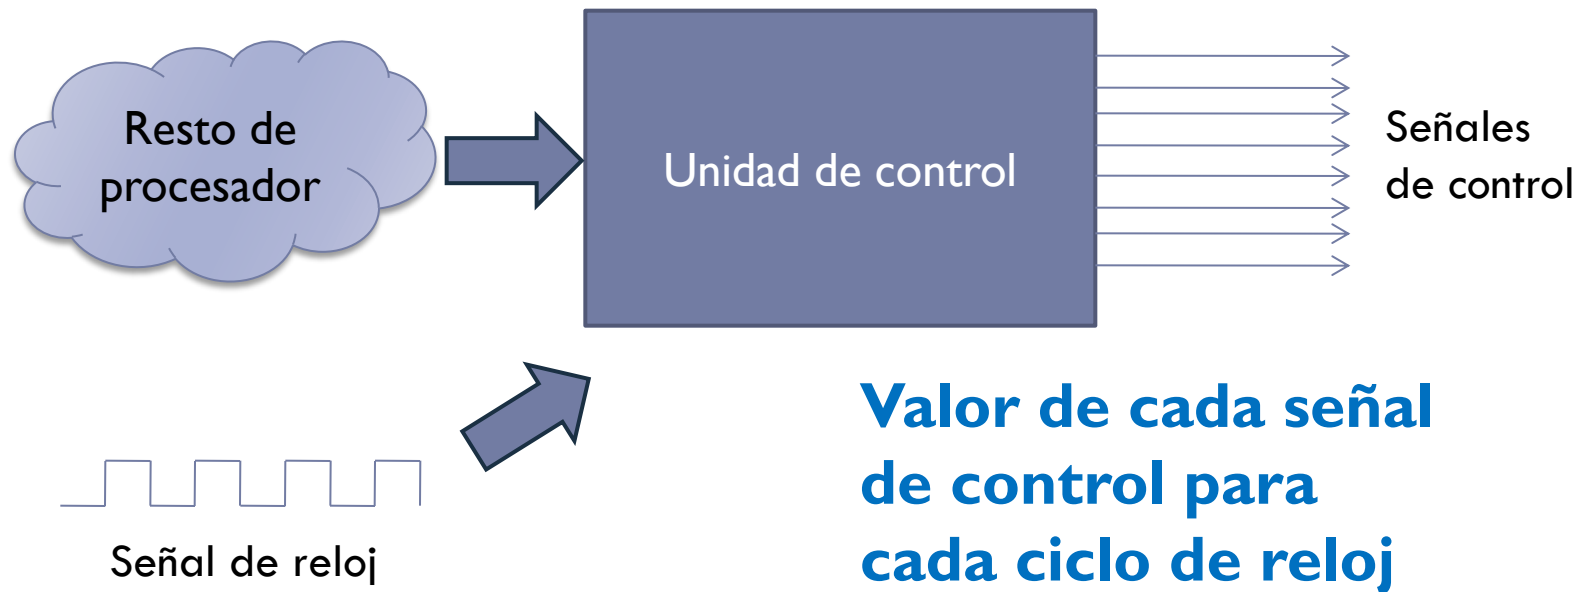 Resto de
procesador
Unidad de control
Señales
de control
Señal de reloj
Valor de cada señal
de control para
cada ciclo de reloj